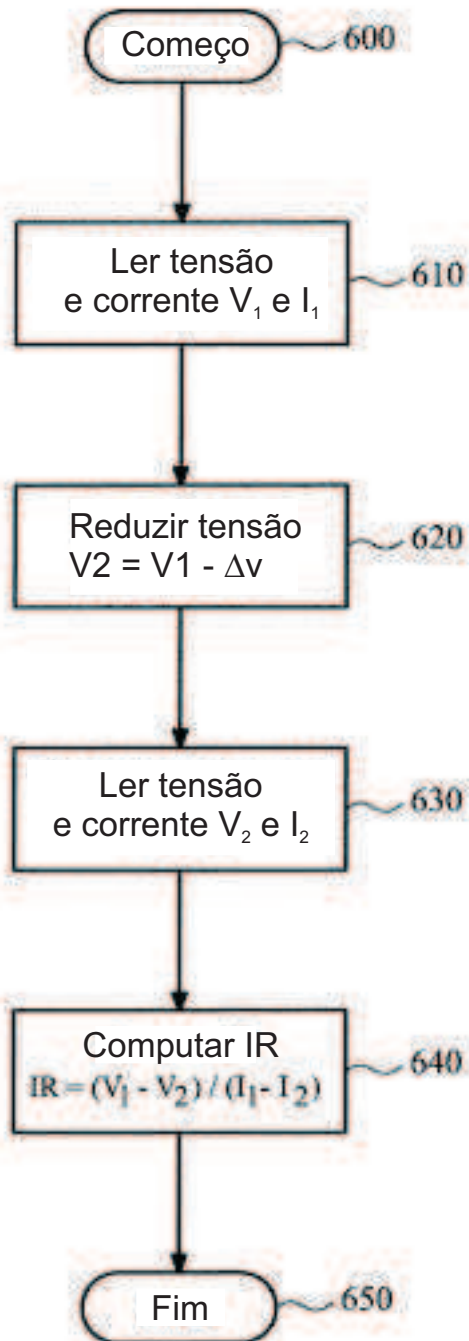 Começo 600
Ler tensão
e corrente V₁ e I₁ 610
Reduzir tensão
V2 = V1 - Δv 620
Ler tensão
e corrente V₂ e I₂ 630
Computar IR
IR = (V₁ - V₂) / (I₁ - I₂) 640
Fim 650